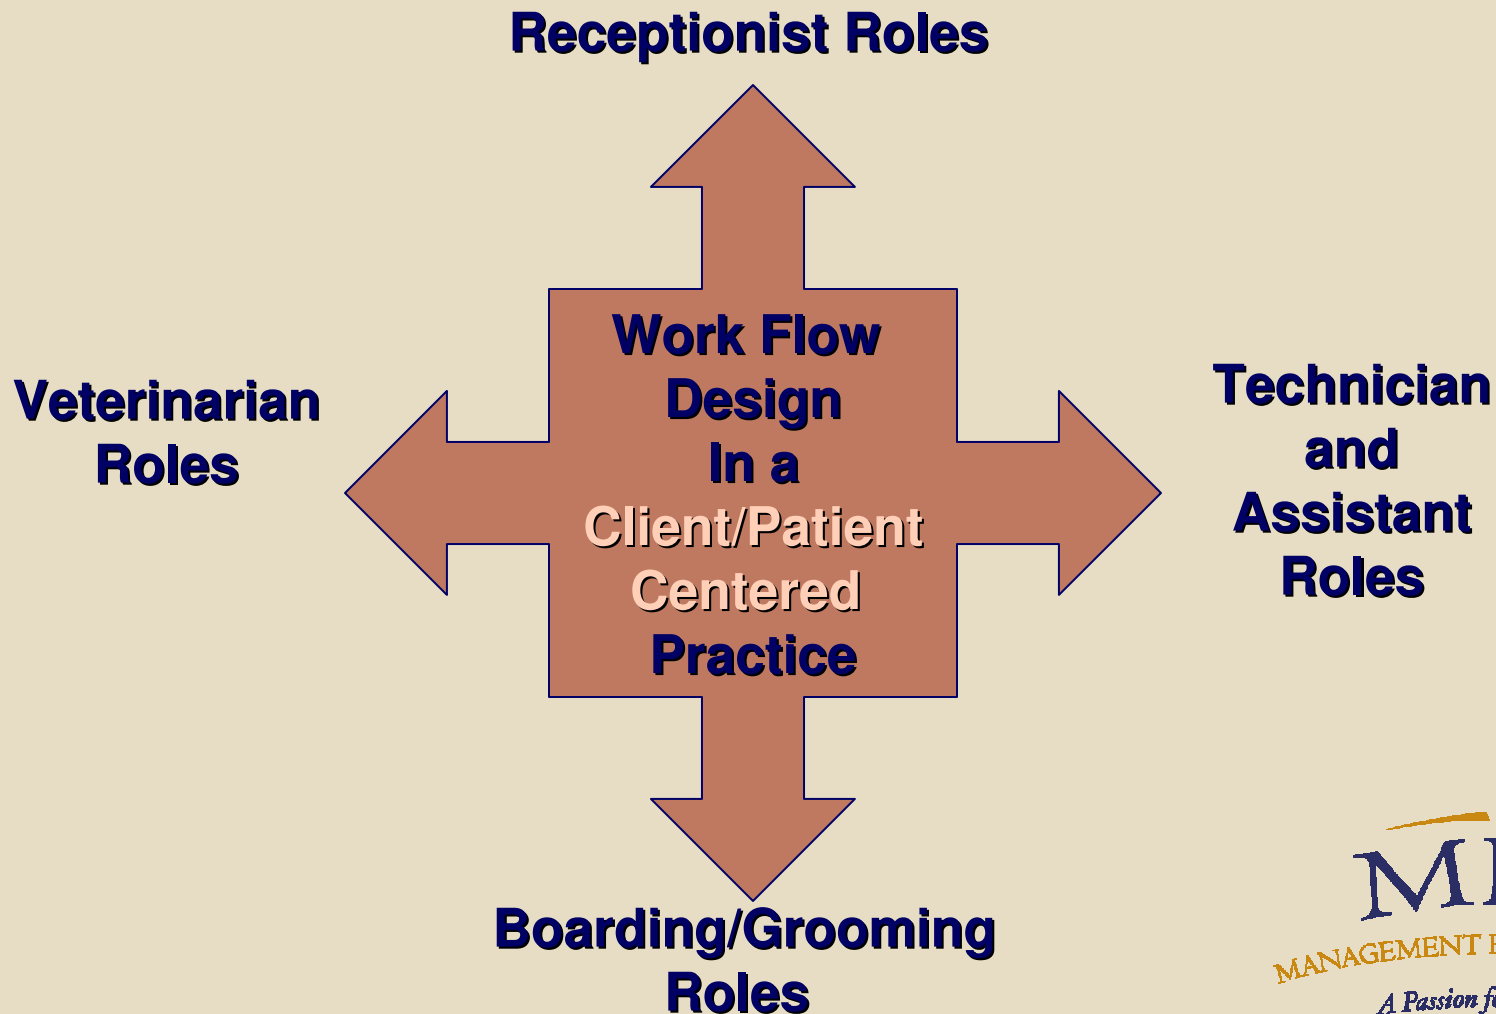 Receptionist Roles
Work Flow
Design
In a
Client/Patient
Centered
Practice
Veterinarian
Roles
Technician
and
Assistant
Roles
Boarding/Grooming
Roles
MANAGEMENT
A Passion